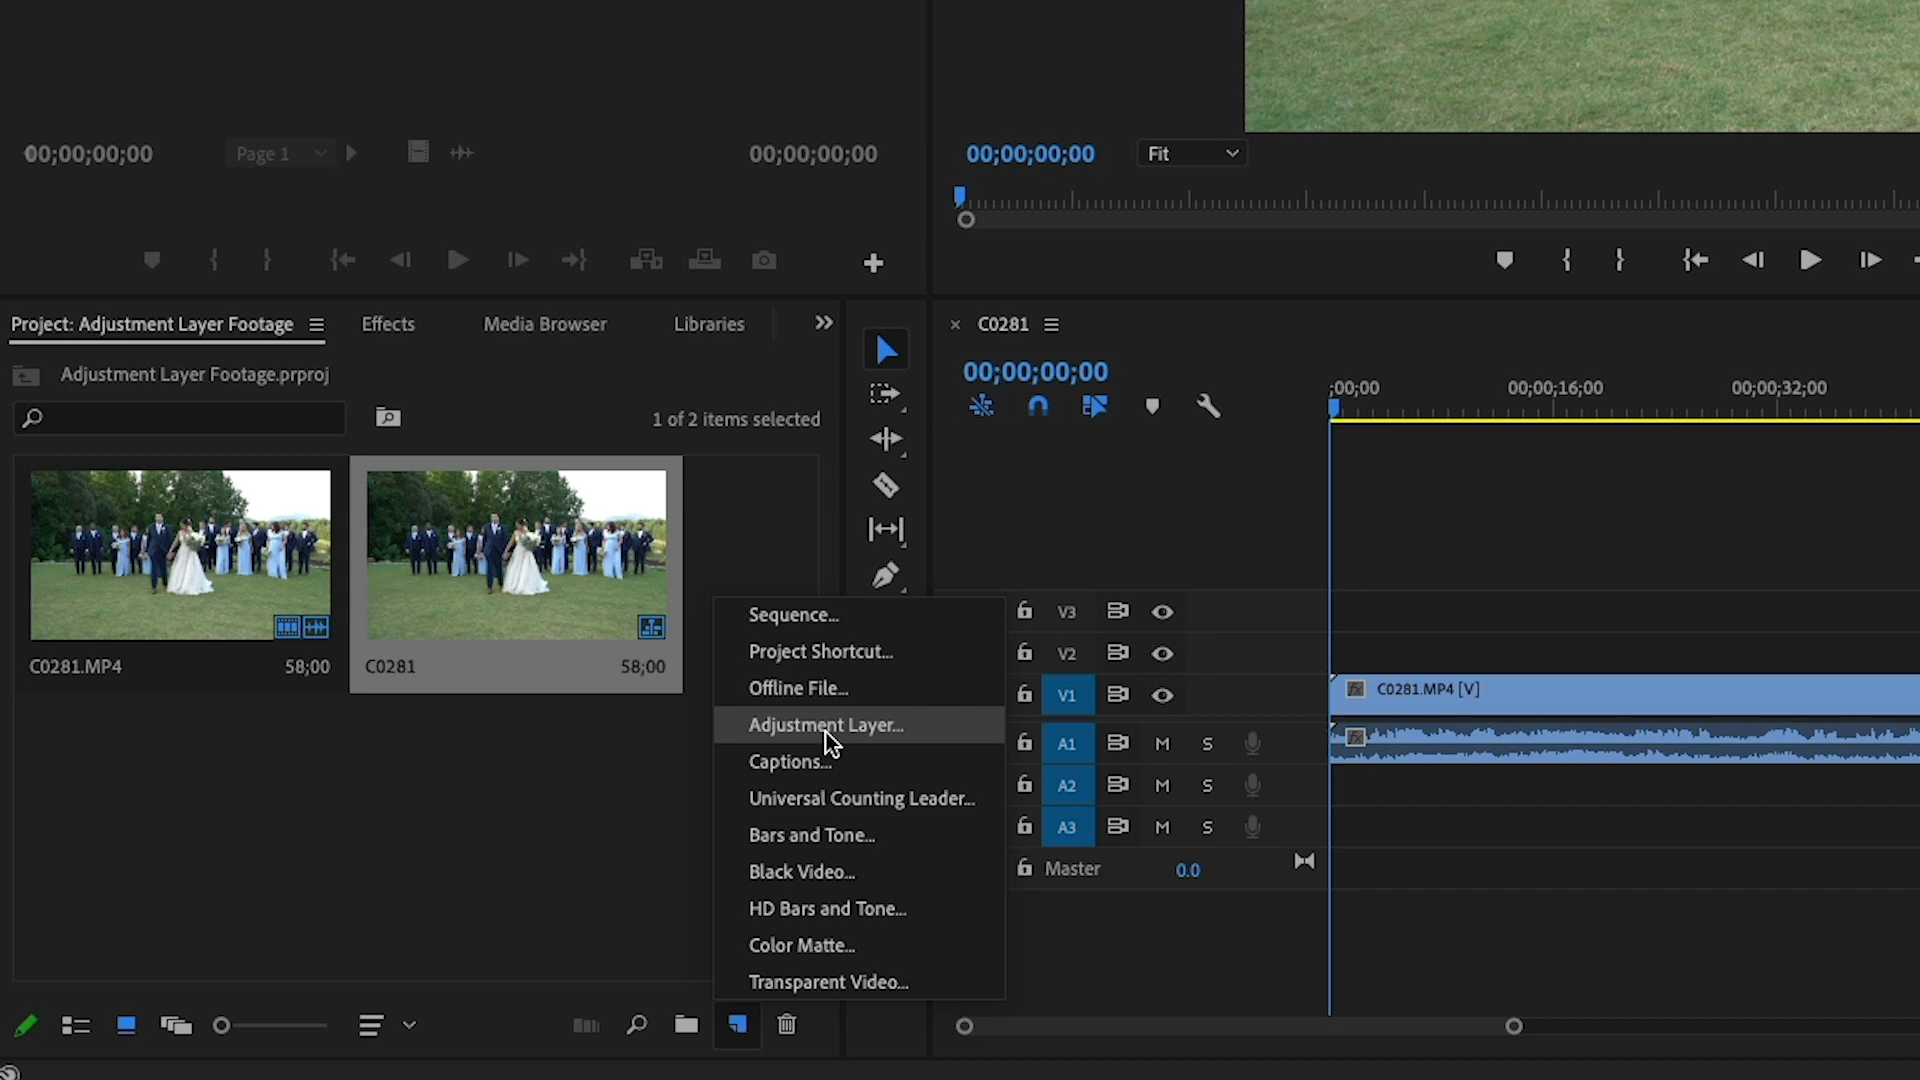 00;00;00;00
Page 1
00;00;00;00
00;00;00;00
Fit
Project: Adjustment Layer Footage
Effects
Media Browser
Libraries
Adjustment Layer Footage.prproj
1 of 2 items selected
C0281.MP4
58;00
C0281
58;00
Sequence...
Project Shortcut...
Offline File...
Adjustment Layer...
Captions...
Universal Counting Leader...
Bars and Tone...
Black Video...
HD Bars and Tone...
Color Matte...
Transparent Video...
C0281
00;00;00;00
;00;00
00;00;16;00
00;00;32;00
V3
V2
V1
fx C0281.MP4 [V]
A1 M S
fx
A2 M S
A3 M S
Master 0.0